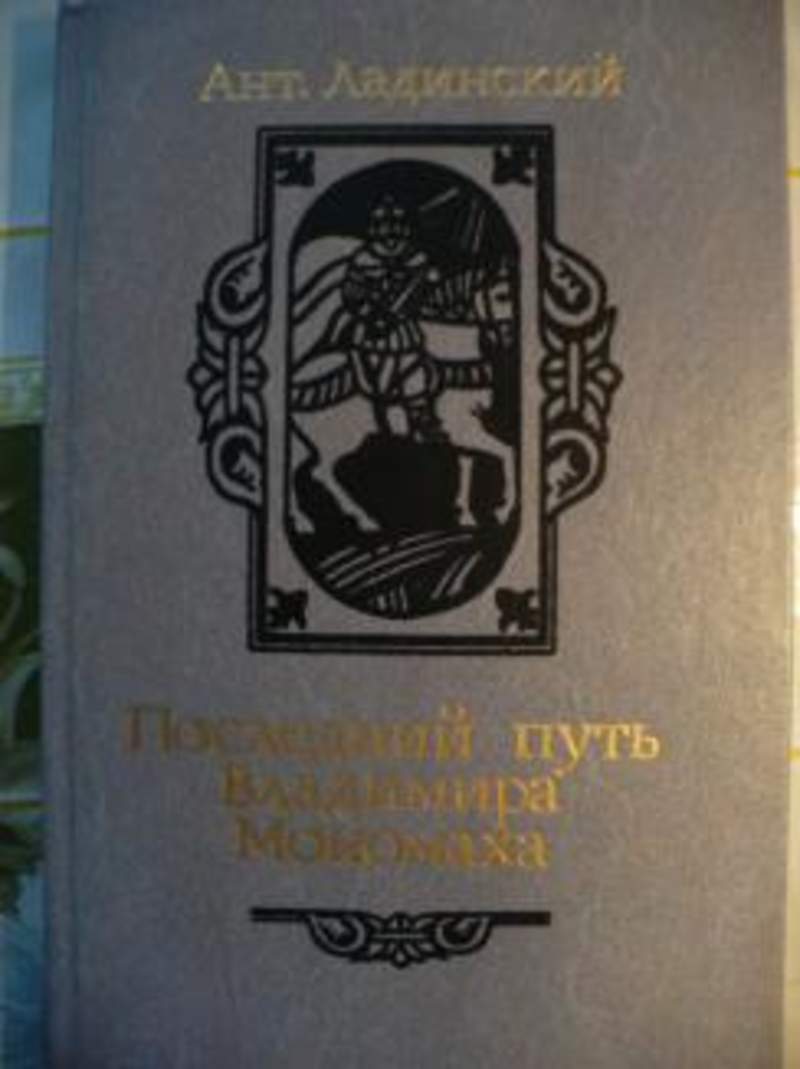 Ант. Ладинский
Последний путь
Владимира
Мономаха